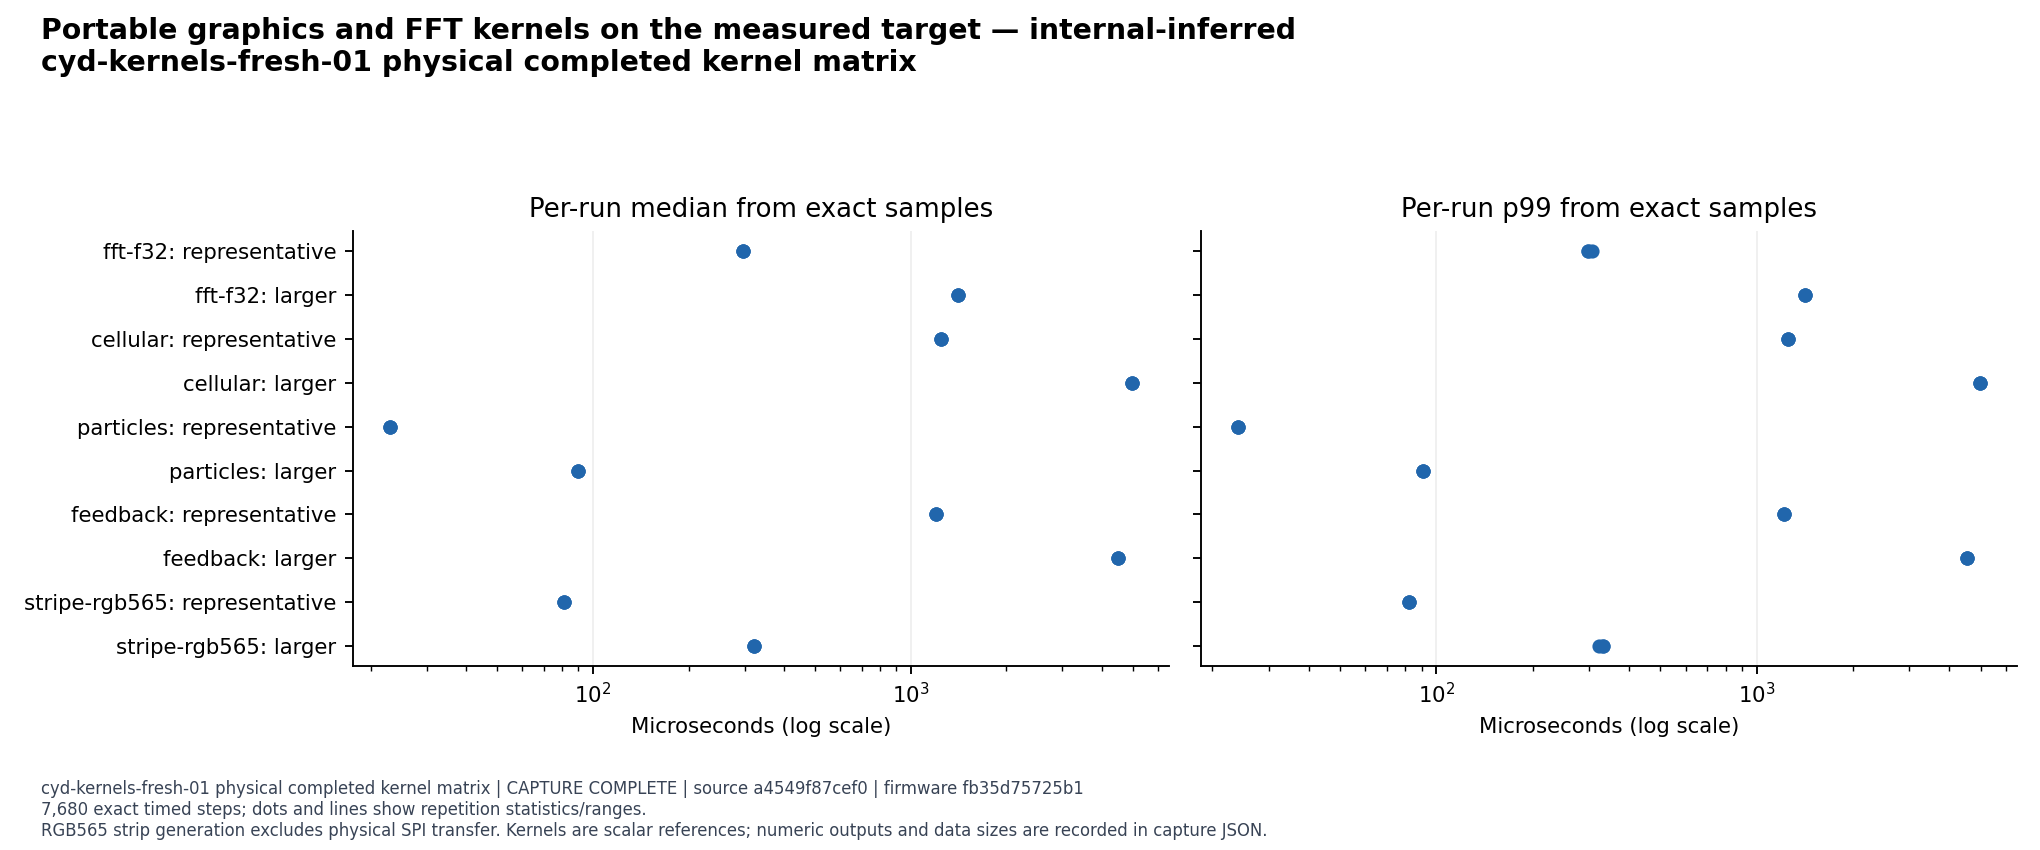 Portable graphics and FFT kernels on the measured target — internal-inferred
cyd-kernels-fresh-01 physical completed kernel matrix
Per-run median from exact samples
Per-run p99 from exact samples
fft-f32: representative
fft-f32: larger
cellular: representative
cellular: larger
particles: representative
particles: larger
feedback: representative
feedback: larger
stripe-rgb565: representative
stripe-rgb565: larger
10² 10³
10² 10³
Microseconds (log scale)
Microseconds (log scale)
cyd-kernels-fresh-01 physical completed kernel matrix | CAPTURE COMPLETE | source a4549f87cef0 | firmware fb35d75725b1
7,680 exact timed steps; dots and lines show repetition statistics/ranges.
RGB565 strip generation excludes physical SPI transfer. Kernels are scalar references; numeric outputs and data sizes are recorded in capture JSON.